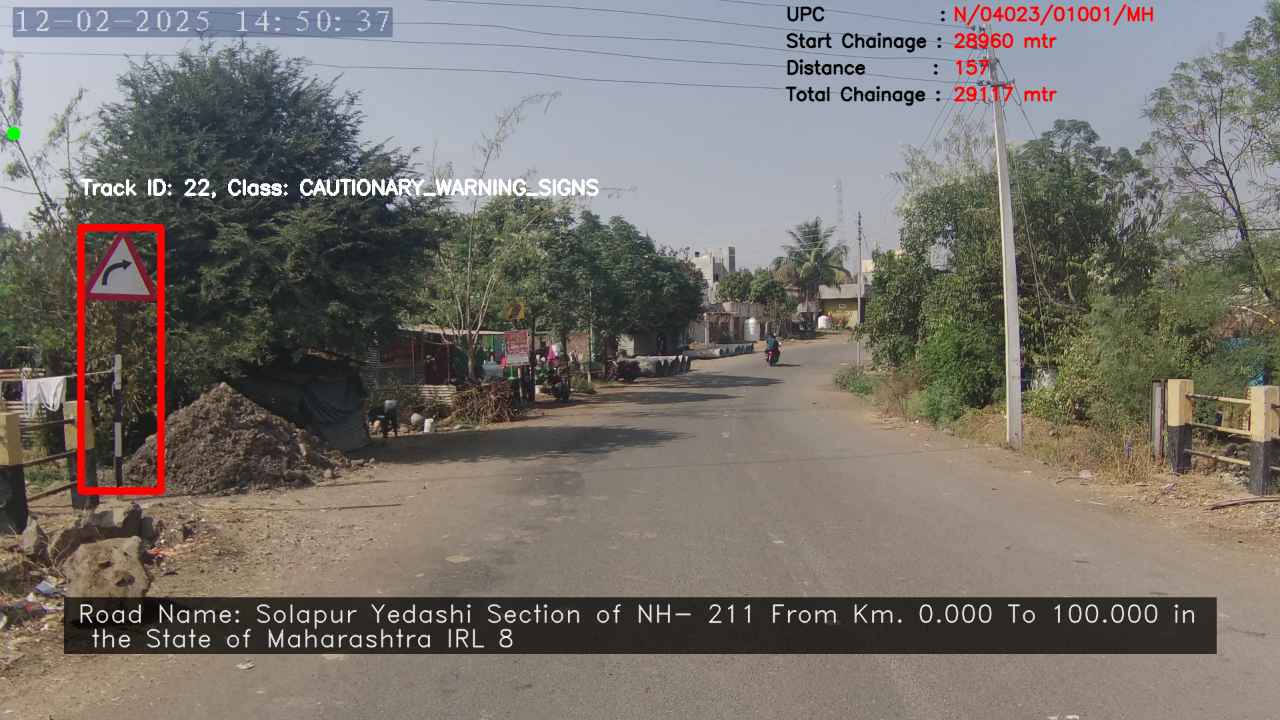 12-02-2025 14:50:37
UPC : N/04023/01001/MH
Start Chainage : 28960 mtr
Distance : 157
Total Chainage : 29117 mtr
Track ID: 22, Class: CAUTIONARY_WARNING_SIGNS
Road Name: Solapur Yedashi Section of NH- 211 From Km. 0.000 To 100.000 in
the State of Maharashtra IRL 8